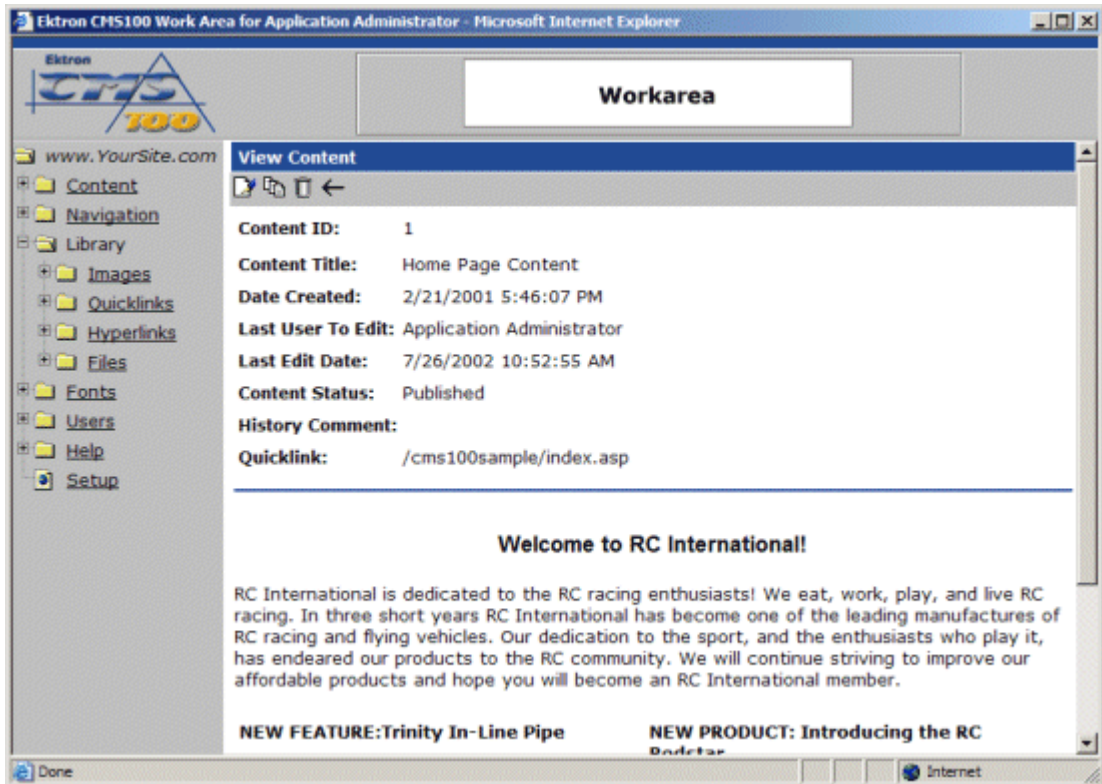 Ektron CMS100 Work Area for Application Administrator - Microsoft Internet Explorer
Ektron
CMS
100
Workarea
www.YourSite.com
Content
Navigation
Library
Images
Quicklinks
Hyperlinks
Files
Fonts
Users
Help
Setup
View Content
Content ID: 1
Content Title: Home Page Content
Date Created: 2/21/2001 5:46:07 PM
Last User To Edit: Application Administrator
Last Edit Date: 7/26/2002 10:52:55 AM
Content Status: Published
History Comment:
Quicklink: /cms100sample/index.asp
Welcome to RC International!
RC International is dedicated to the RC racing enthusiasts! We eat, work, play, and live RC
racing. In three short years RC International has become one of the leading manufactures of
RC racing and flying vehicles. Our dedication to the sport, and the enthusiasts who play it,
has endeared our products to the RC community. We will continue striving to improve our
affordable products and hope you will become an RC International member.
NEW FEATURE:Trinity In-Line Pipe
NEW PRODUCT: Introducing the RC
Done
Internet